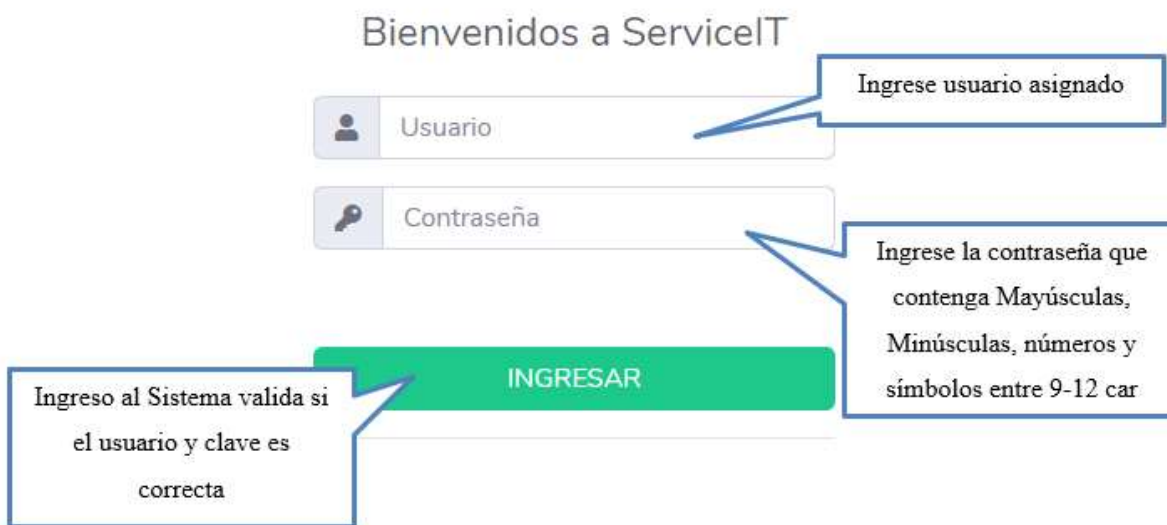 Bienvenidos a ServiceIT
Ingrese usuario asignado
Usuario
Contraseña
Ingrese la contraseña que
contenga Mayúsculas,
Minúsculas, números y
símbolos entre 9-12 car
INGRESAR
Ingreso al Sistema valida si
el usuario y clave es
correcta